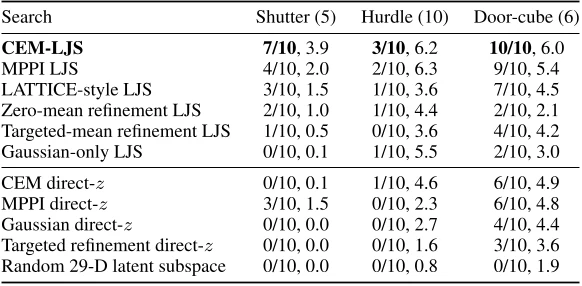 Search Shutter (5) Hurdle (10) Door-cube (6)
CEM-LJS 7/10, 3.9 3/10, 6.2 10/10, 6.0
MPPI LJS 4/10, 2.0 2/10, 6.3 9/10, 5.4
LATTICE-style LJS 3/10, 1.5 1/10, 3.6 7/10, 4.5
Zero-mean refinement LJS 2/10, 1.0 1/10, 4.4 2/10, 2.1
Targeted-mean refinement LJS 1/10, 0.5 0/10, 3.6 4/10, 4.2
Gaussian-only LJS 0/10, 0.1 1/10, 5.5 2/10, 3.0
CEM direct-z 0/10, 0.1 1/10, 4.6 6/10, 4.9
MPPI direct-z 3/10, 1.5 0/10, 2.3 6/10, 4.8
Gaussian direct-z 0/10, 0.0 0/10, 2.7 4/10, 4.4
Targeted refinement direct-z 0/10, 0.0 0/10, 1.6 3/10, 3.6
Random 29-D latent subspace 0/10, 0.0 0/10, 0.8 0/10, 1.9